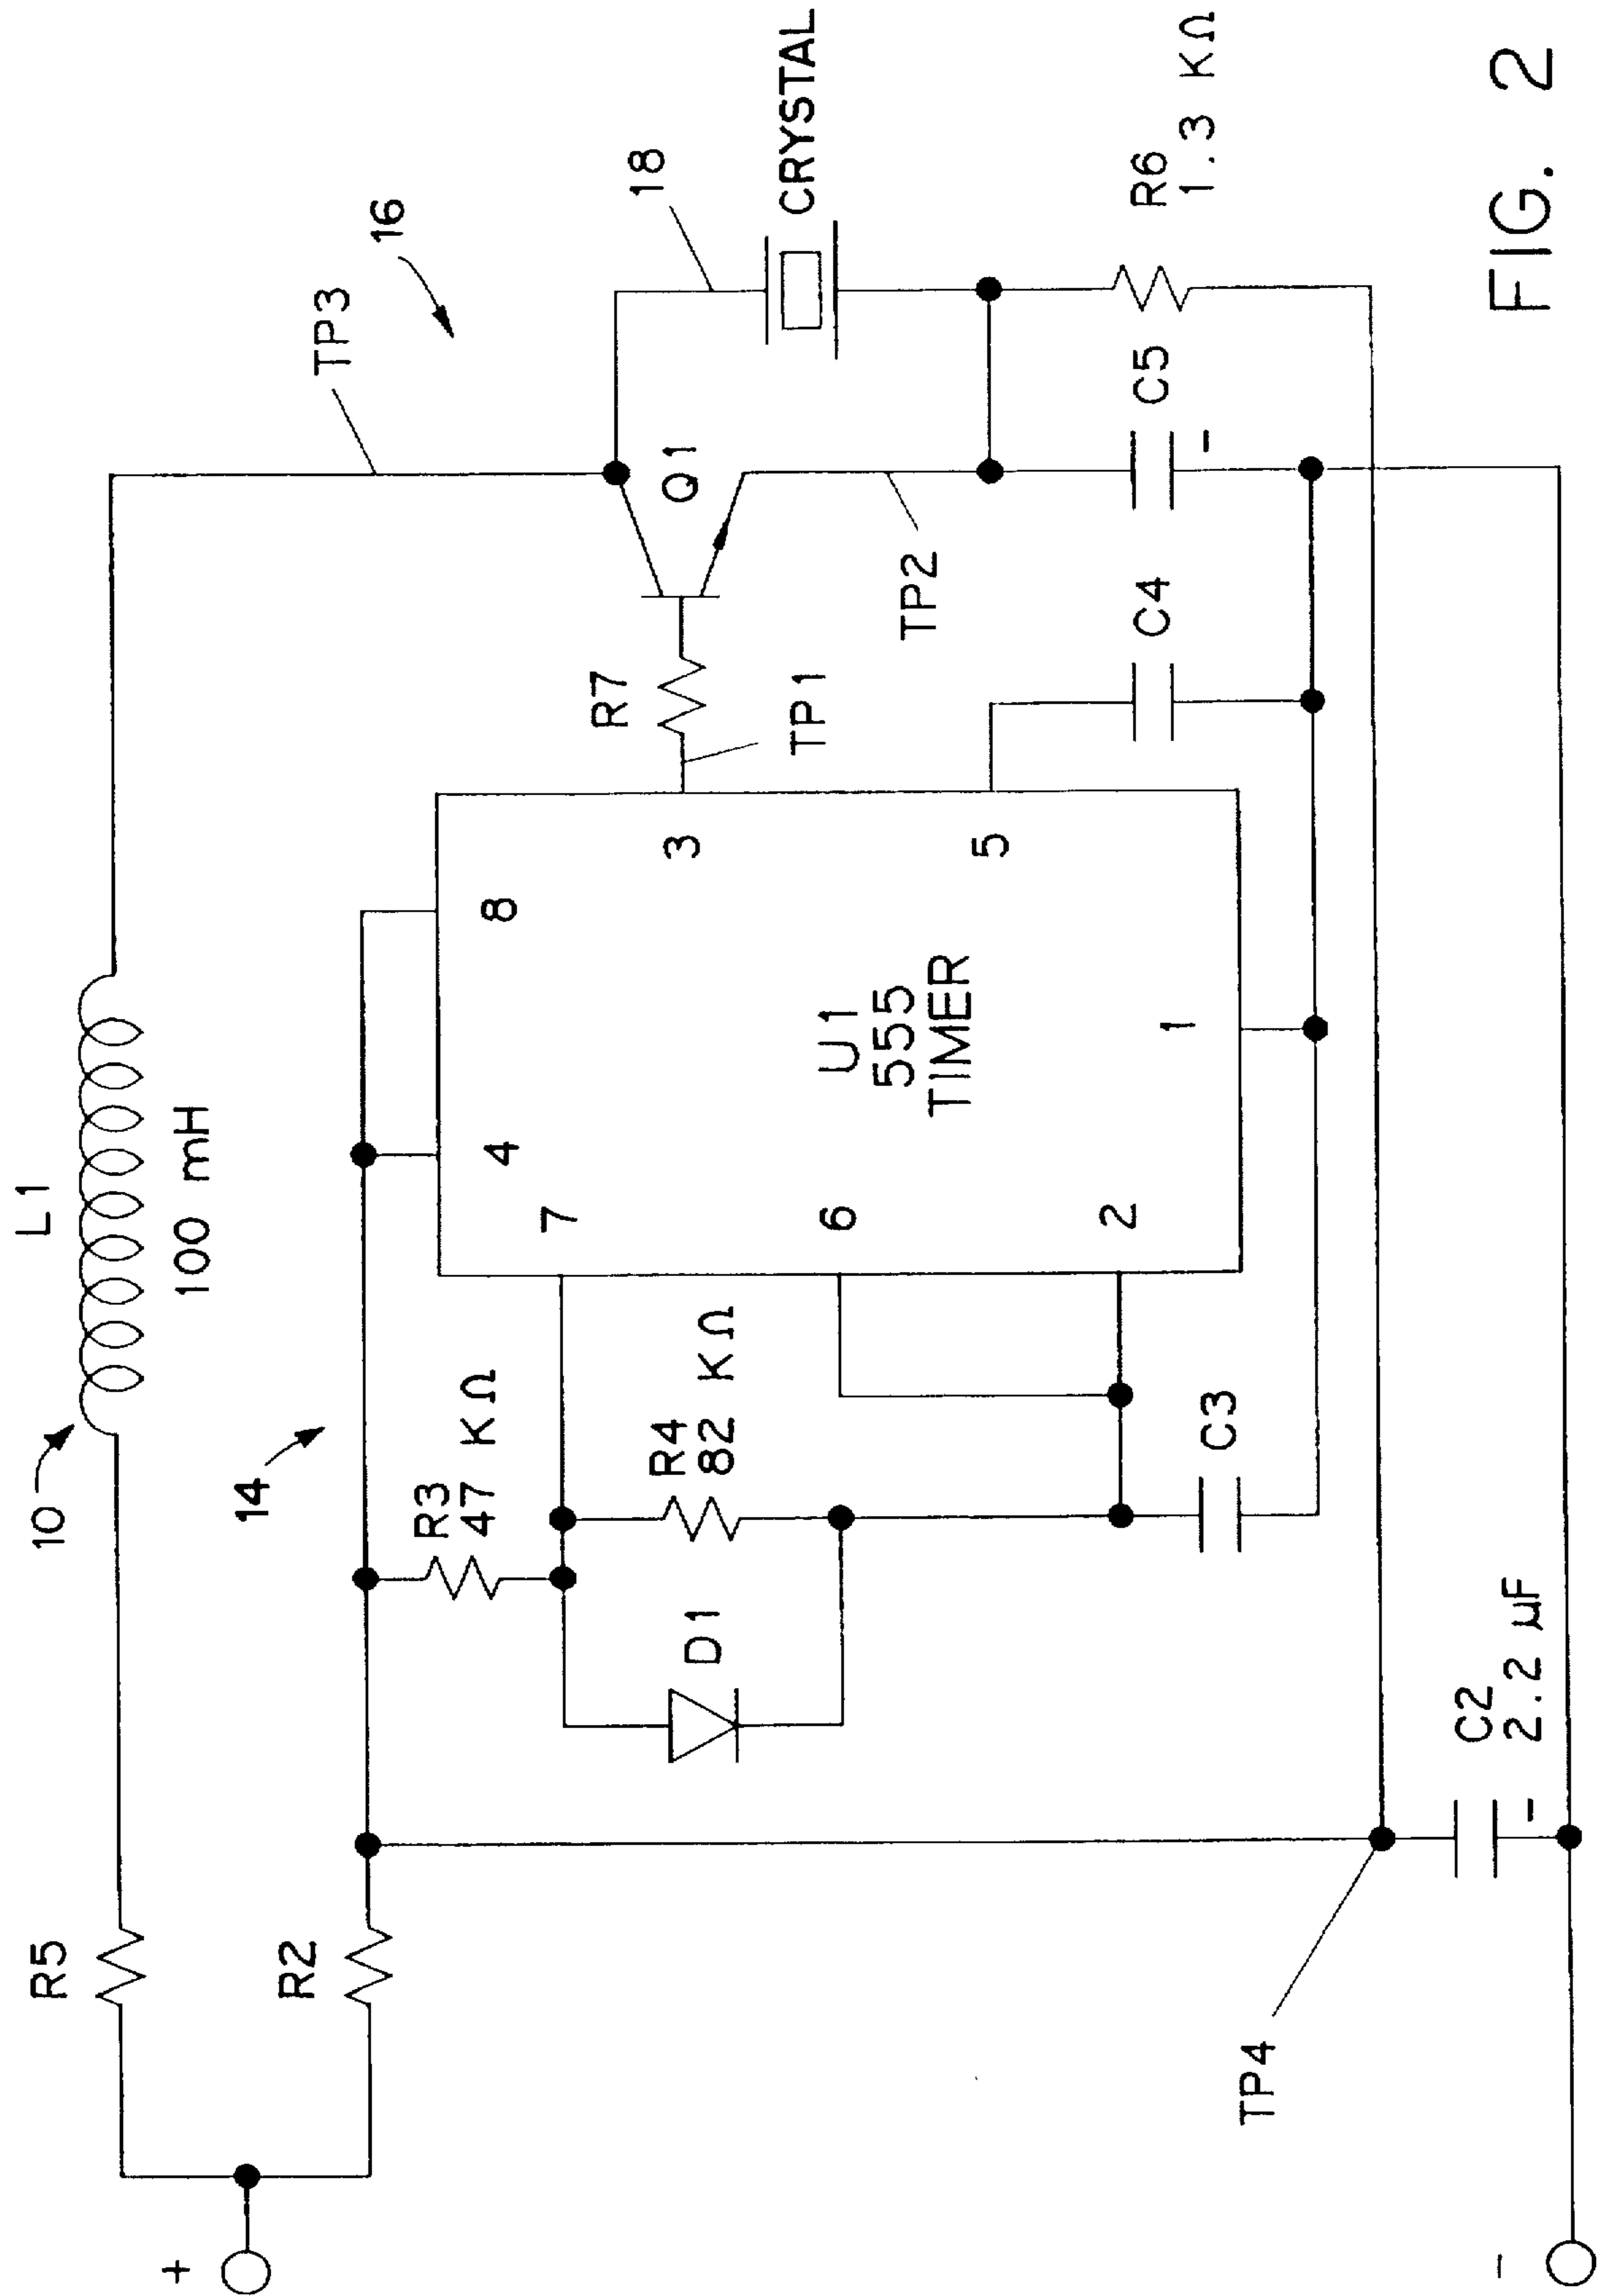 L1
100 mH
10
R5
R2
+
14
16
TP3
R3
47 KΩ
R4
82 KΩ
D1
7
4
8
6
3
2
5
1
U1
555
TIMER
R7
TP1
Q1
TP2
18
CRYSTAL
C3
C4
C5
-
R6
1.3 KΩ
TP4
C2
2.2 µF
-
-
FIG. 2